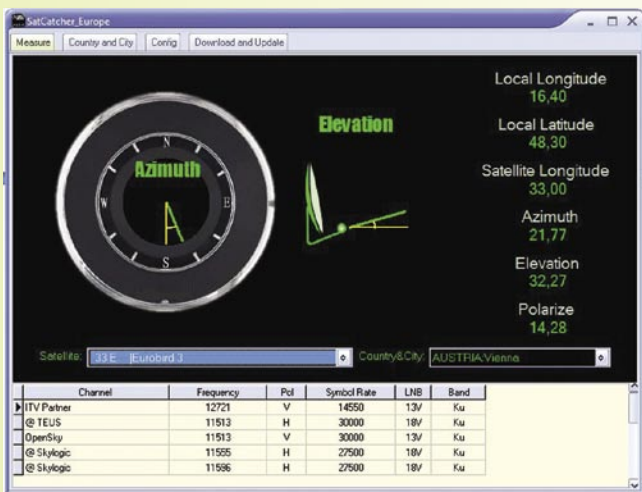 SatCatcher_Europe
Measure Country and City Config Download and Update
Local Longitude
16,40
Local Latitude
48,30
Satellite Longitude
33,00
Azimuth
21,77
Elevation
32,27
Polarize
14,28
Elevation
N
Azimuth
W E
S
Satellite: 33 E |Eurobird 3 Country&City: AUSTRIA:Vienna
Channel Frequency Pol Symbol Rate LNB Band
ITV Partner 12721 V 14550 13V Ku
@ TEUS 11513 H 30000 18V Ku
OpenSky 11513 V 30000 13V Ku
@ Skylogic 11555 H 27500 18V Ku
@ Skylogic 11596 H 27500 18V Ku